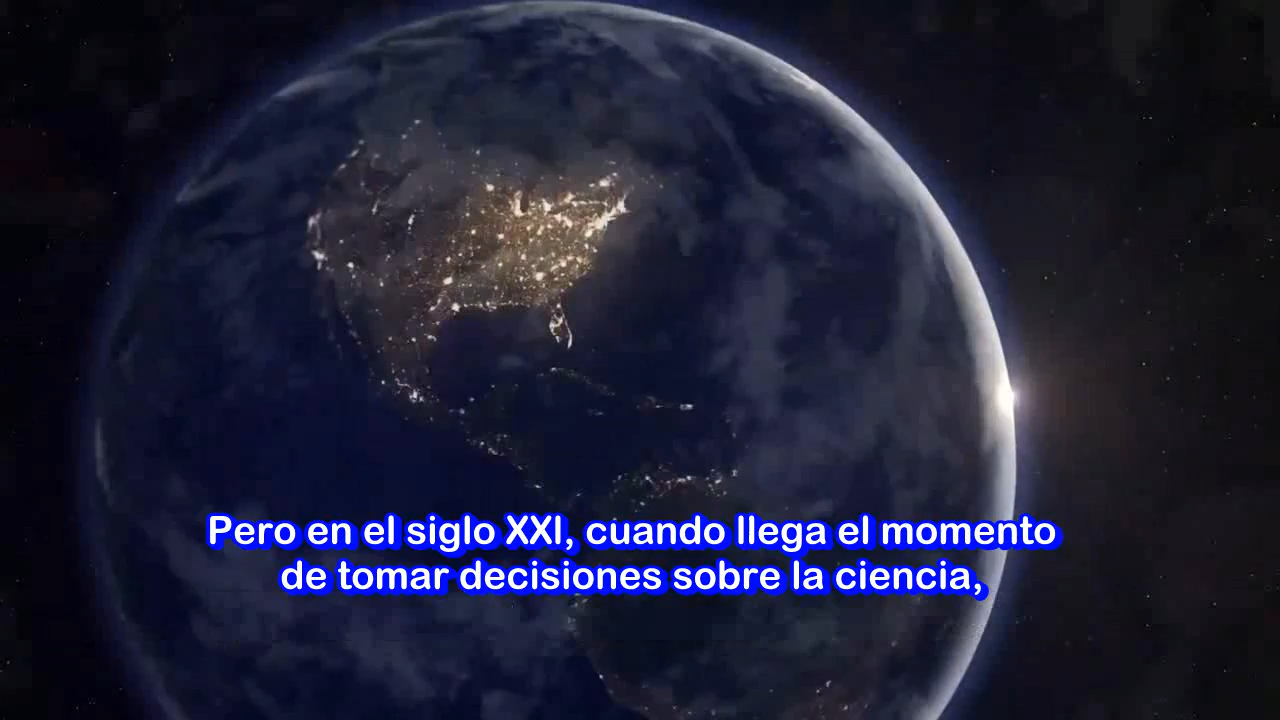 Pero en el siglo XXI, cuando llega el momento
de tomar decisiones sobre la ciencia,